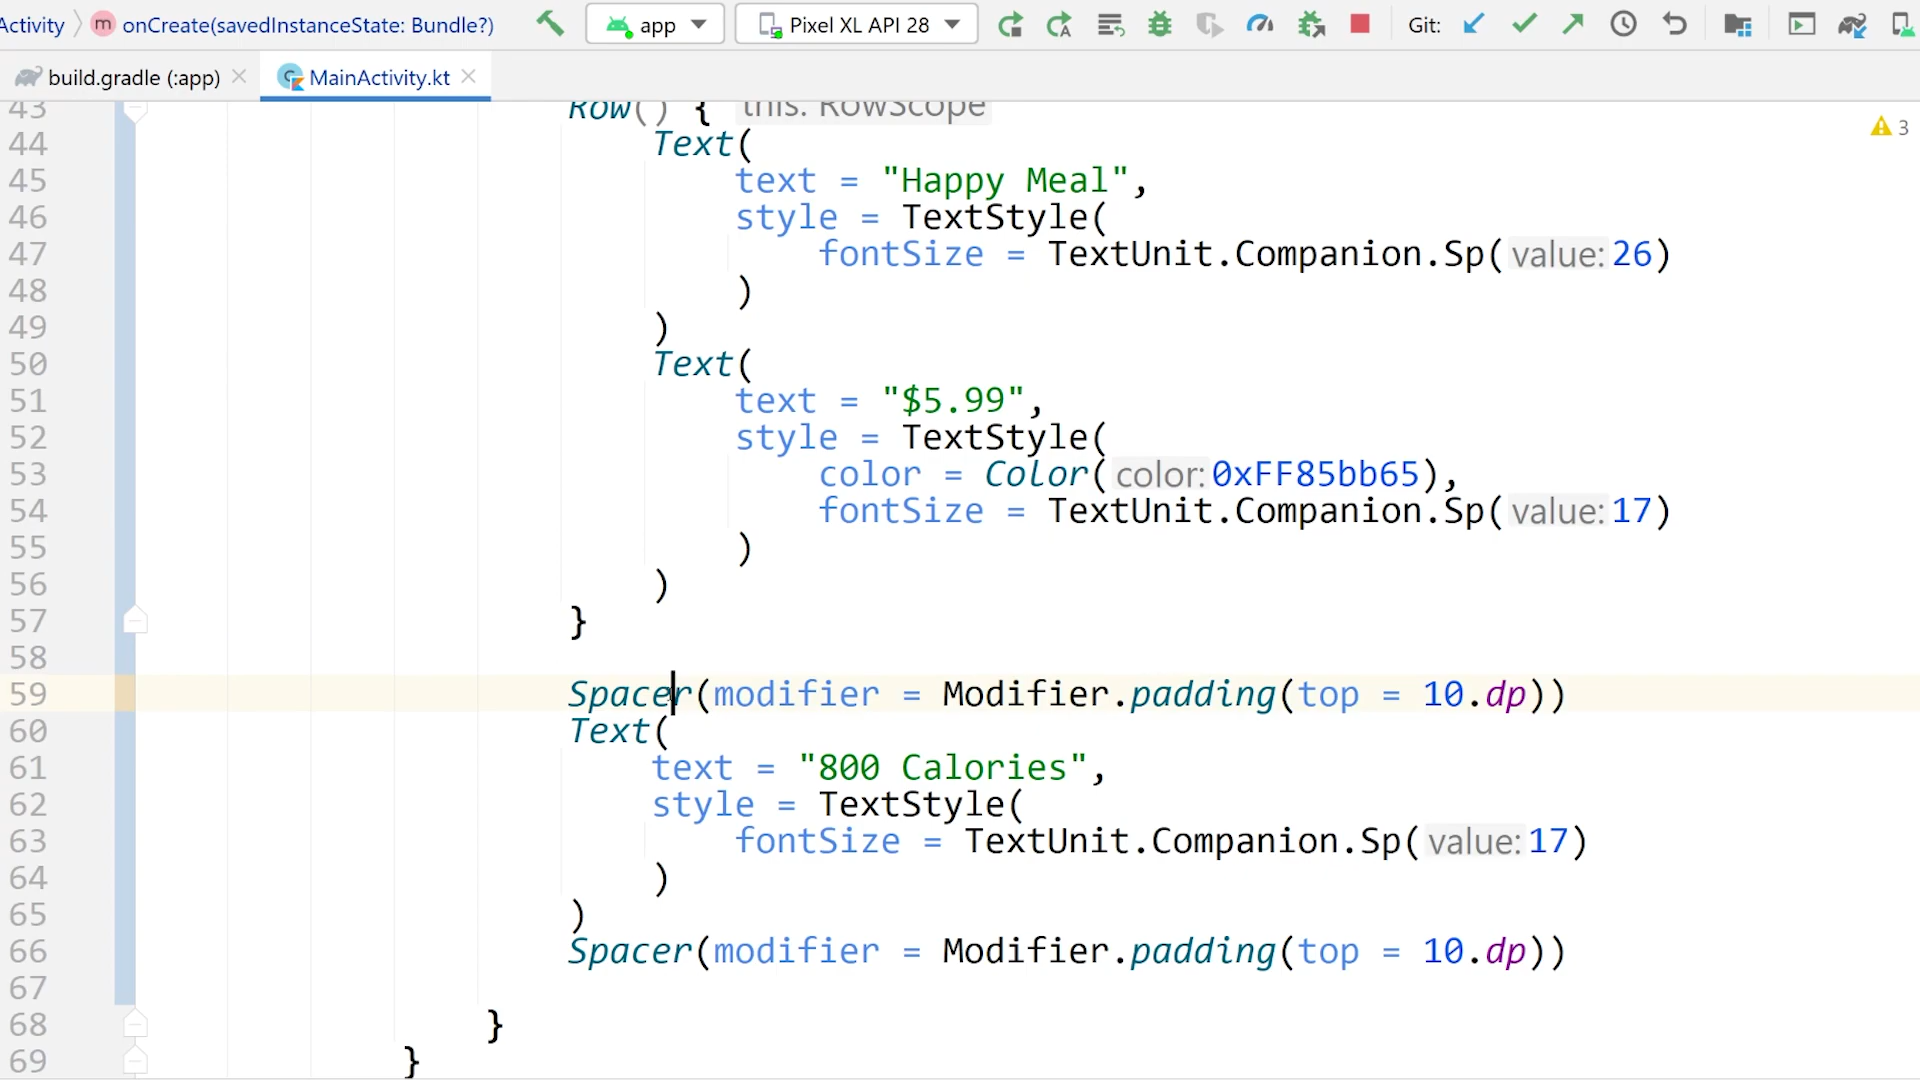 Activity onCreate(savedInstanceState: Bundle?) app Pixel XL API 28 Git:
build.gradle (:app) MainActivity.kt
3
43 Row() { this: RowScope
44 Text(
45 text = "Happy Meal",
46 style = TextStyle(
47 fontSize = TextUnit.Companion.Sp( value: 26)
48 )
49 )
50 Text(
51 text = "$5.99",
52 style = TextStyle(
53 color = Color( color: 0xFF85bb65),
54 fontSize = TextUnit.Companion.Sp( value: 17)
55 )
56 )
57 }
58
59 Spacer(modifier = Modifier.padding(top = 10.dp))
60 Text(
61 text = "800 Calories",
62 style = TextStyle(
63 fontSize = TextUnit.Companion.Sp( value: 17)
64 )
65 )
66 Spacer(modifier = Modifier.padding(top = 10.dp))
67
68 }
69 }